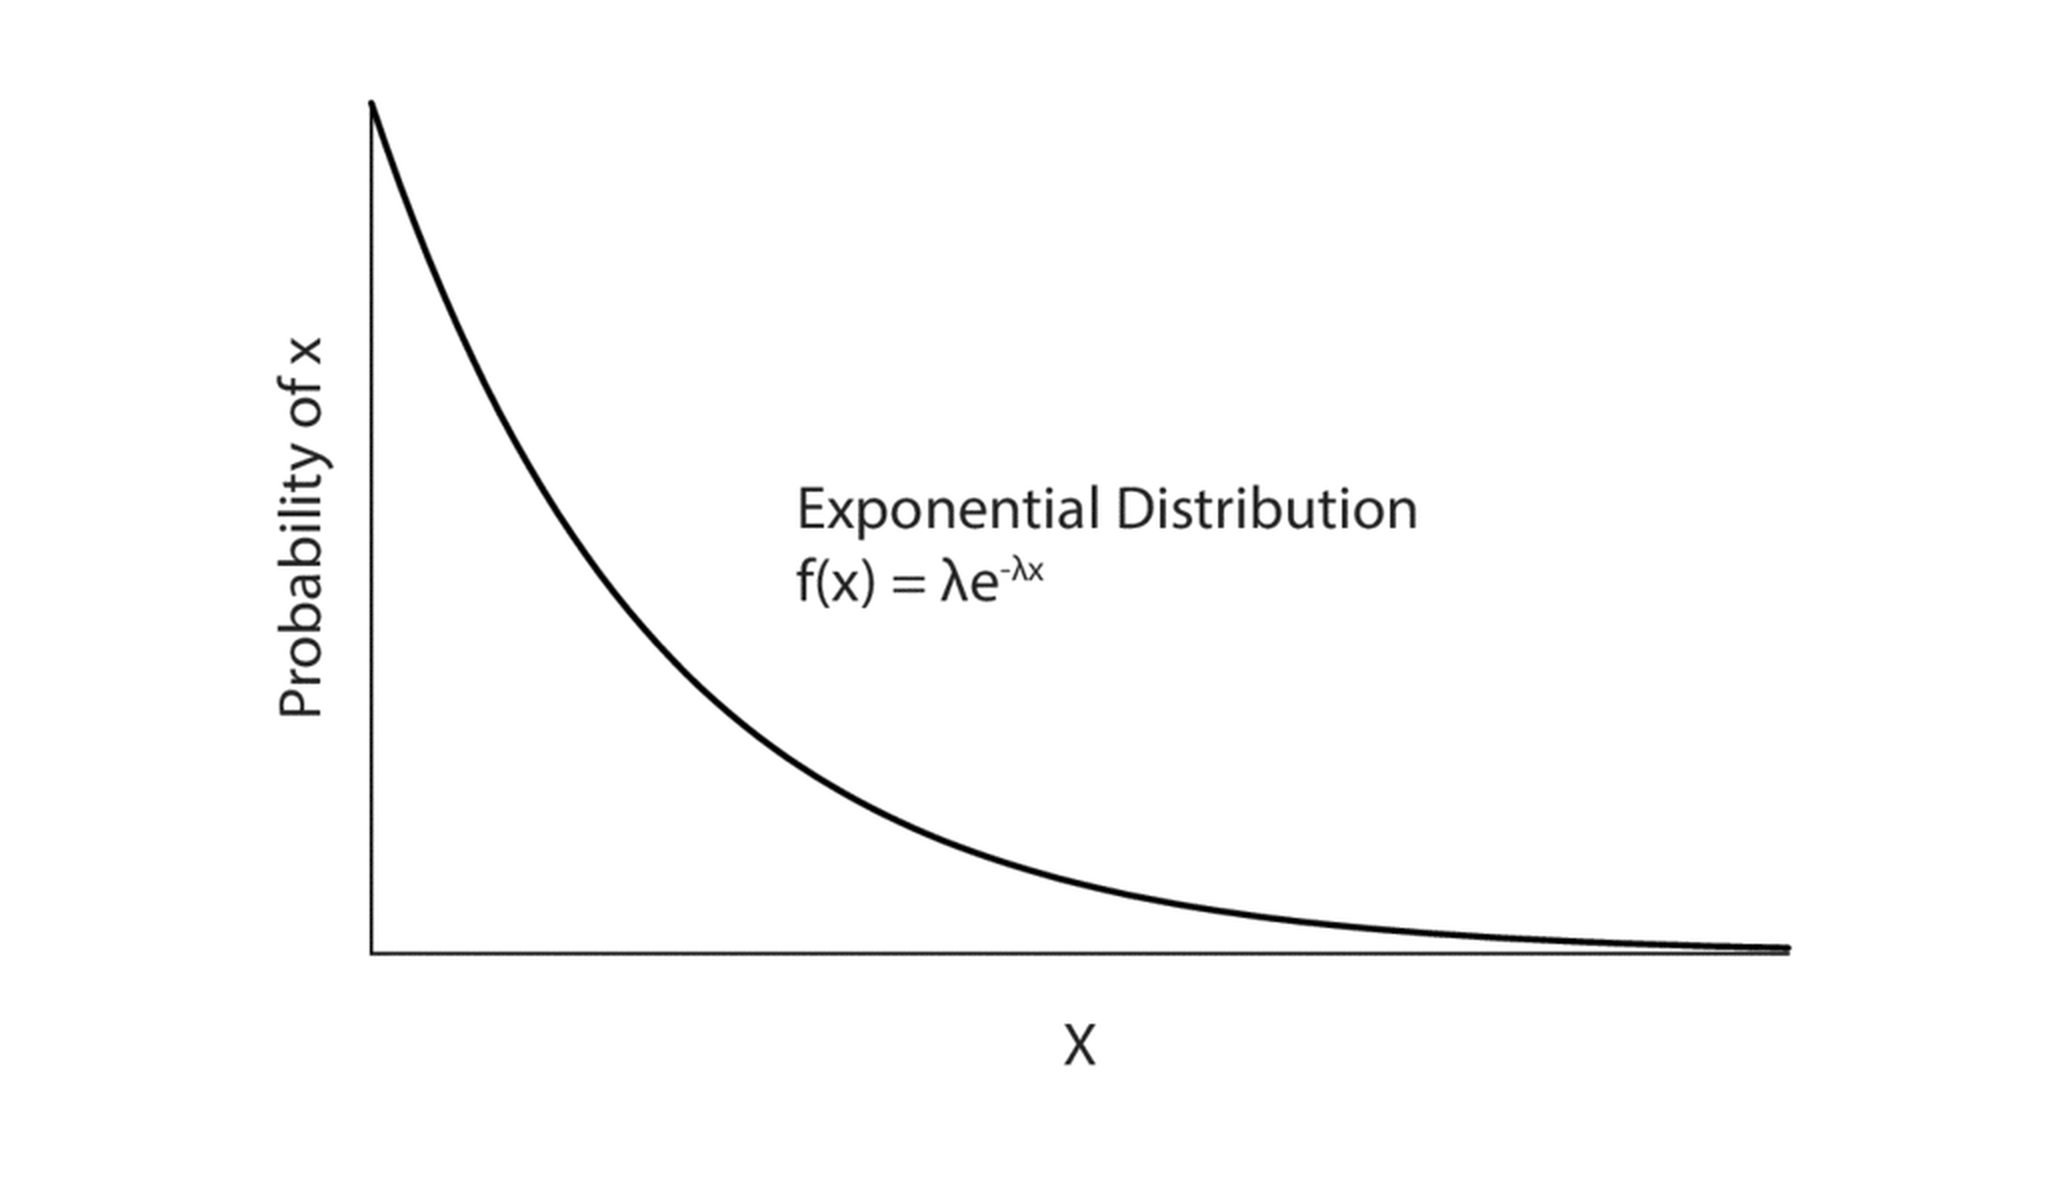 Probability of x
Exponential Distribution
f(x) = λe^-λx
X